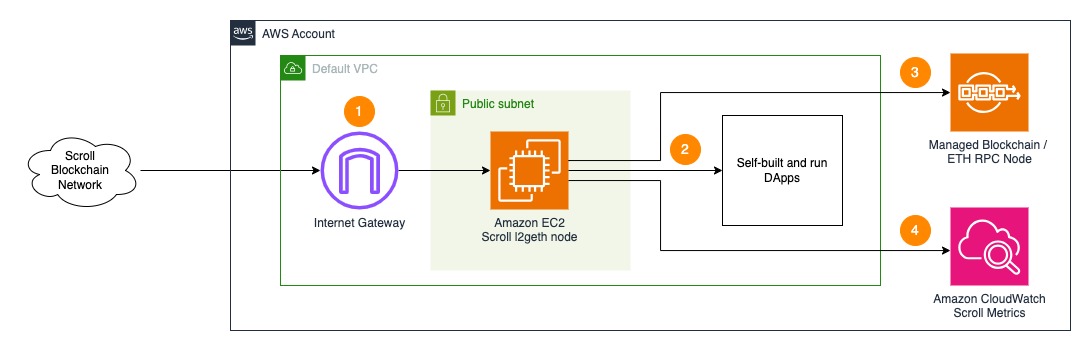 aws
AWS Account
Default VPC
Public subnet
Scroll
Blockchain
Network
1
Internet Gateway
Amazon EC2
Scroll l2geth node
2
Self-built and run
DApps
3
Managed Blockchain /
ETH RPC Node
4
Amazon CloudWatch
Scroll Metrics